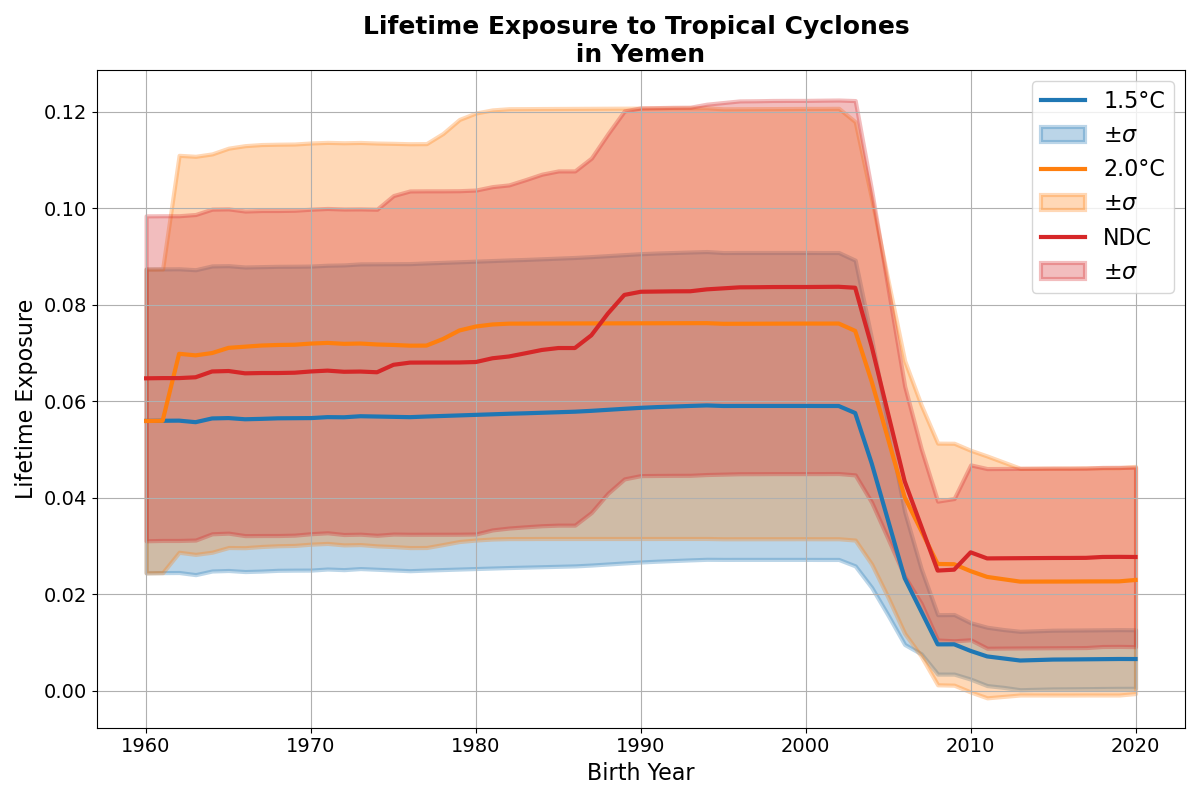 Lifetime Exposure to Tropical Cyclones
in Yemen
1.5°C
±σ
2.0°C
±σ
NDC
±σ
Lifetime Exposure
0.12
0.10
0.08
0.06
0.04
0.02
0.00
1960 1970 1980 1990 2000 2010 2020
Birth Year